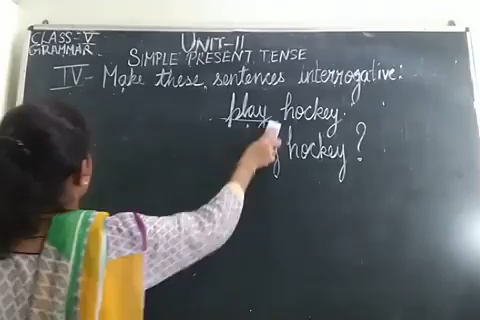 CLASS-V
GRAMMAR
UNIT-II
SIMPLE PRESENT TENSE
IV- Make these sentences interrogative:
play hockey.
hockey?